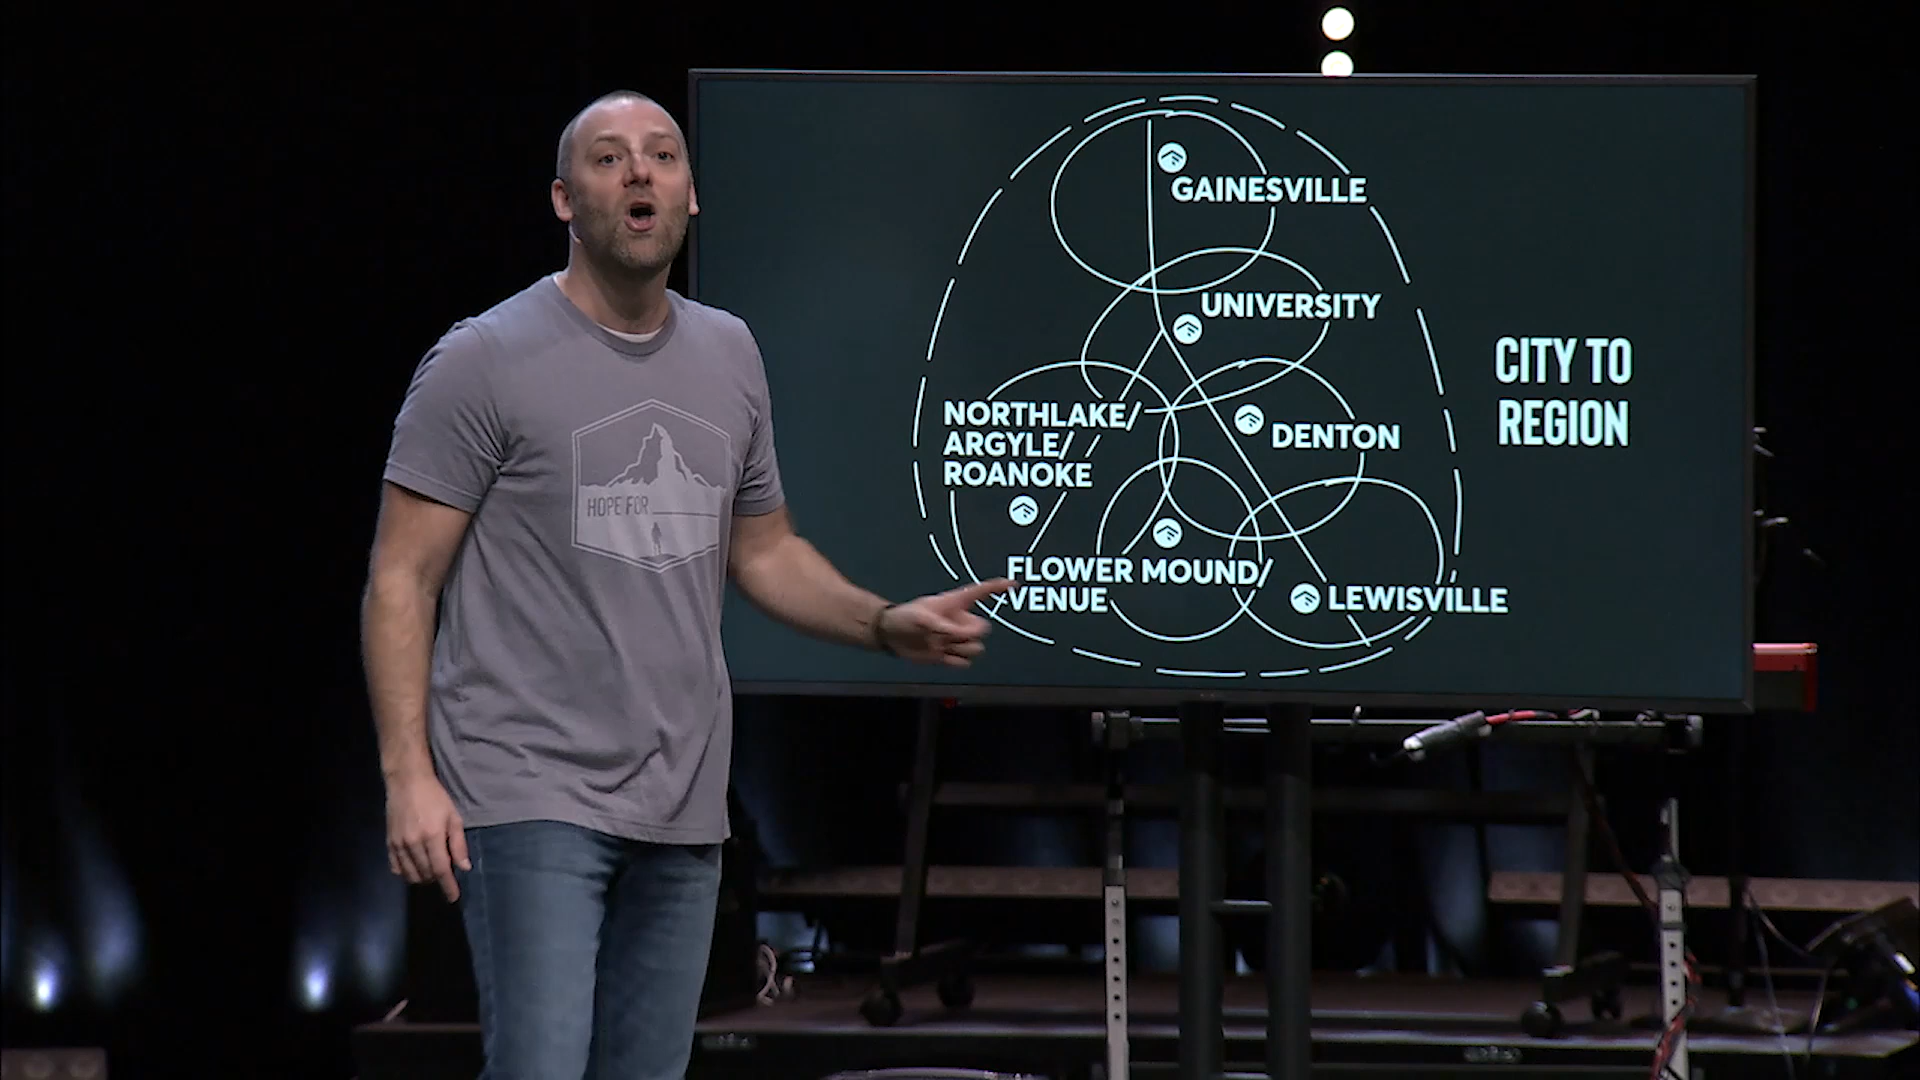 HOPE FOR
GAINESVILLE
UNIVERSITY
NORTHLAKE/
ARGYLE/
ROANOKE
DENTON
FLOWER MOUND/
VENUE
LEWISVILLE
CITY TO
REGION